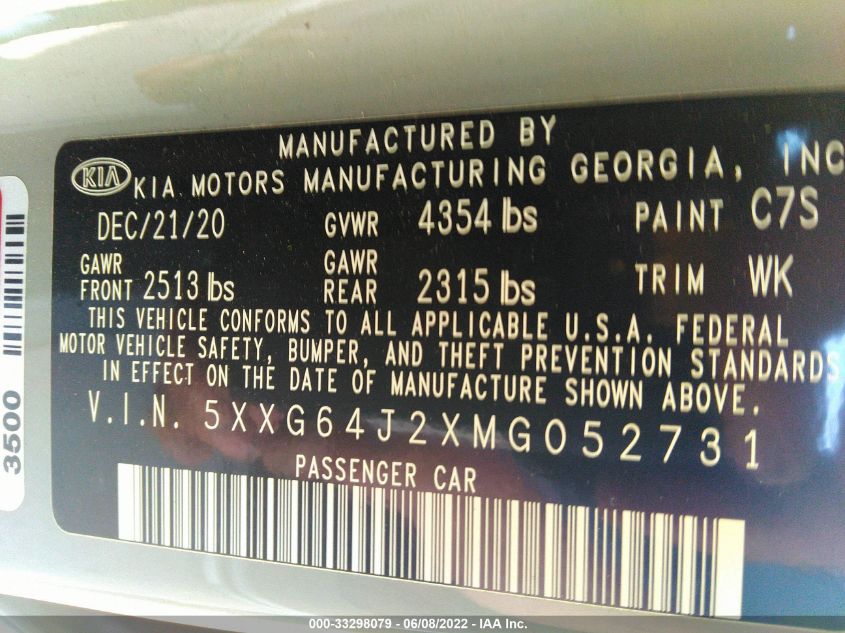 MANUFACTURED BY
KIA KIA MOTORS MANUFACTURING GEORGIA, INC
DEC/21/20 GVWR 4354 lbs PAINT C7S
GAWR FRONT 2513 lbs GAWR REAR 2315 lbs TRIM WK
THIS VEHICLE CONFORMS TO ALL APPLICABLE U.S.A. FEDERAL
MOTOR VEHICLE SAFETY, BUMPER, AND THEFT PREVENTION STANDARDS
IN EFFECT ON THE DATE OF MANUFACTURE SHOWN ABOVE.
V.I.N. 5XXG64J2XMG052731
PASSENGER CAR
3500
000-33298079 - 06/08/2022 - IAA Inc.